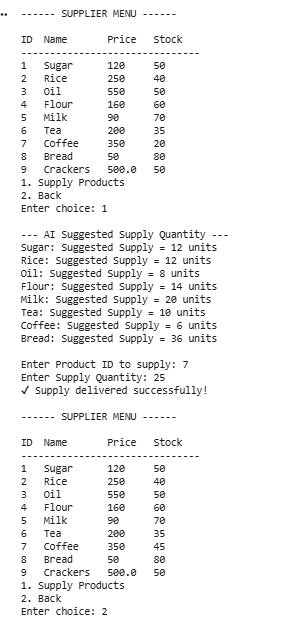 ------ SUPPLIER MENU ------
ID Name Price Stock
-------------------------------
1 Sugar 120 50
2 Rice 250 40
3 Oil 550 50
4 Flour 160 60
5 Milk 90 70
6 Tea 200 35
7 Coffee 350 20
8 Bread 50 80
9 Crackers 500.0 50
1. Supply Products
2. Back
Enter choice: 1
--- AI Suggested Supply Quantity ---
Sugar: Suggested Supply = 12 units
Rice: Suggested Supply = 12 units
Oil: Suggested Supply = 8 units
Flour: Suggested Supply = 14 units
Milk: Suggested Supply = 20 units
Tea: Suggested Supply = 10 units
Coffee: Suggested Supply = 6 units
Bread: Suggested Supply = 36 units
Enter Product ID to supply: 7
Enter Supply Quantity: 25
✓ Supply delivered successfully!
------ SUPPLIER MENU ------
ID Name Price Stock
-------------------------------
1 Sugar 120 50
2 Rice 250 40
3 Oil 550 50
4 Flour 160 60
5 Milk 90 70
6 Tea 200 35
7 Coffee 350 45
8 Bread 50 80
9 Crackers 500.0 50
1. Supply Products
2. Back
Enter choice: 2